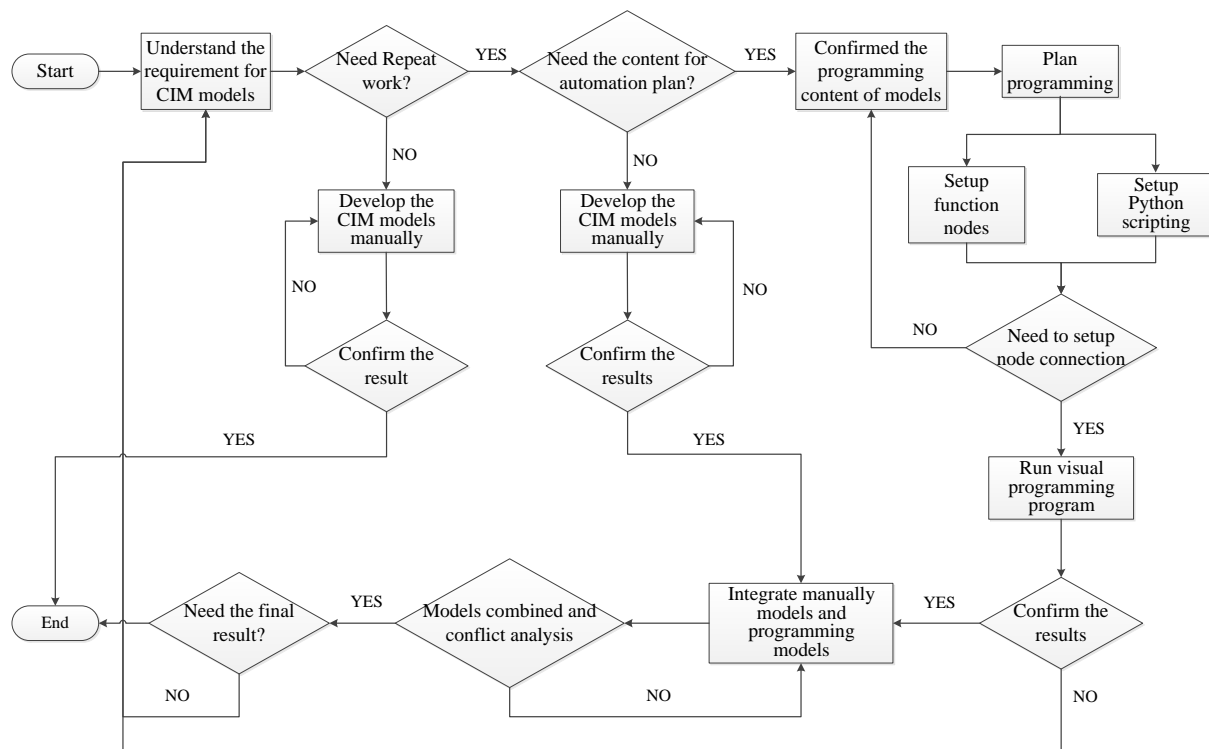 Start
Understand the
requirement for
CIM models
Need Repeat
work?
YES
Need the content for
automation plan?
YES
Confirmed the
programming
content of models
Plan
programming
NO
NO
Setup
function
nodes
Setup
Python
scripting
Develop the
CIM models
manually
Develop the
CIM models
manually
NO
NO
NO
Need to setup
node connection
Confirm the
result
Confirm the
results
YES
YES
YES
Run visual
programming
program
Integrate manually
models and
programming
models
YES
Confirm the
results
Models combined and
conflict analysis
YES
Need the final
result?
End
NO
NO
NO